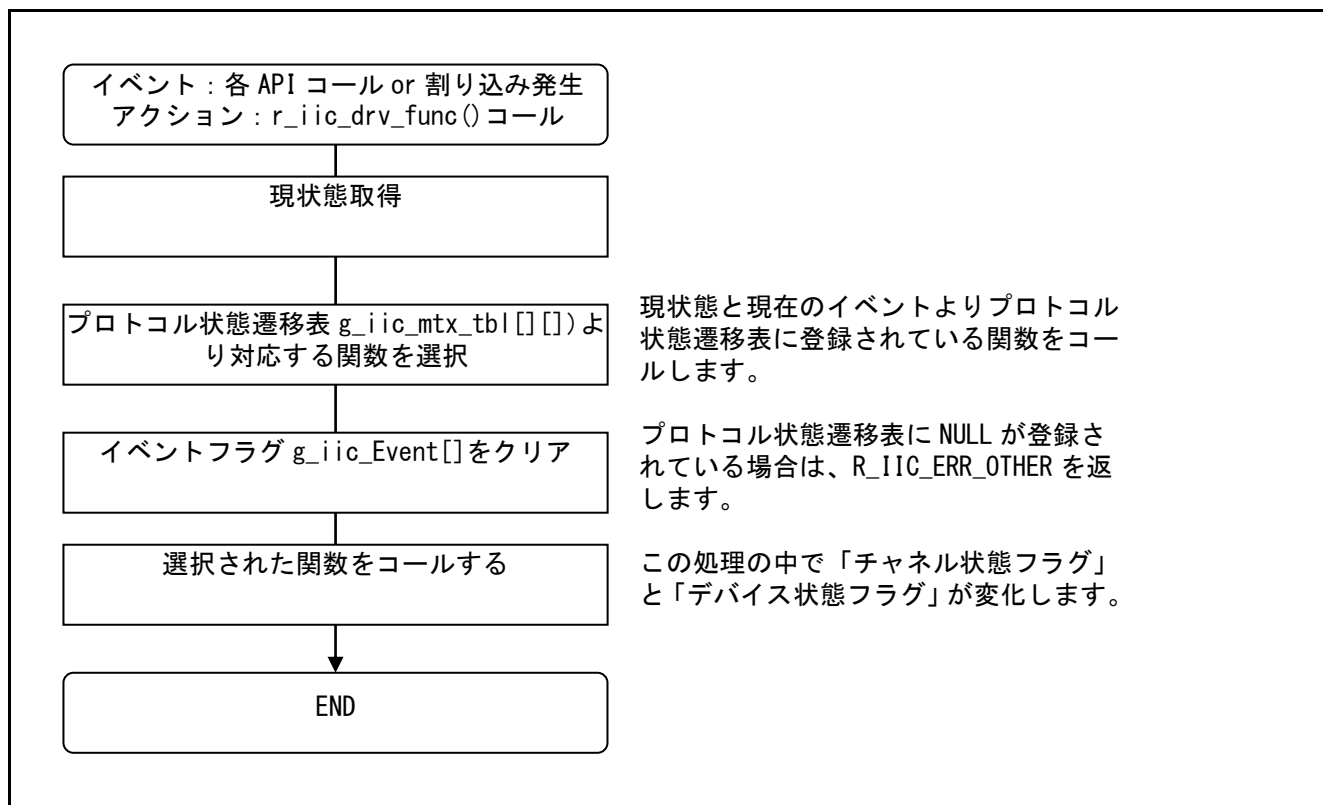 イベント：各 API コール or 割り込み発生
アクション：r_iic_drv_func()コール
現状態取得
プロトコル状態遷移表 g_iic_mtx_tbl[][])よ
り対応する関数を選択
現状態と現在のイベントよりプロトコル
状態遷移表に登録されている関数をコー
ルします。
イベントフラグ g_iic_Event[]をクリア
プロトコル状態遷移表に NULL が登録さ
れている場合は、R_IIC_ERR_OTHER を返
します。
選択された関数をコールする
この処理の中で「チャネル状態フラグ」
と「デバイス状態フラグ」が変化します。
END